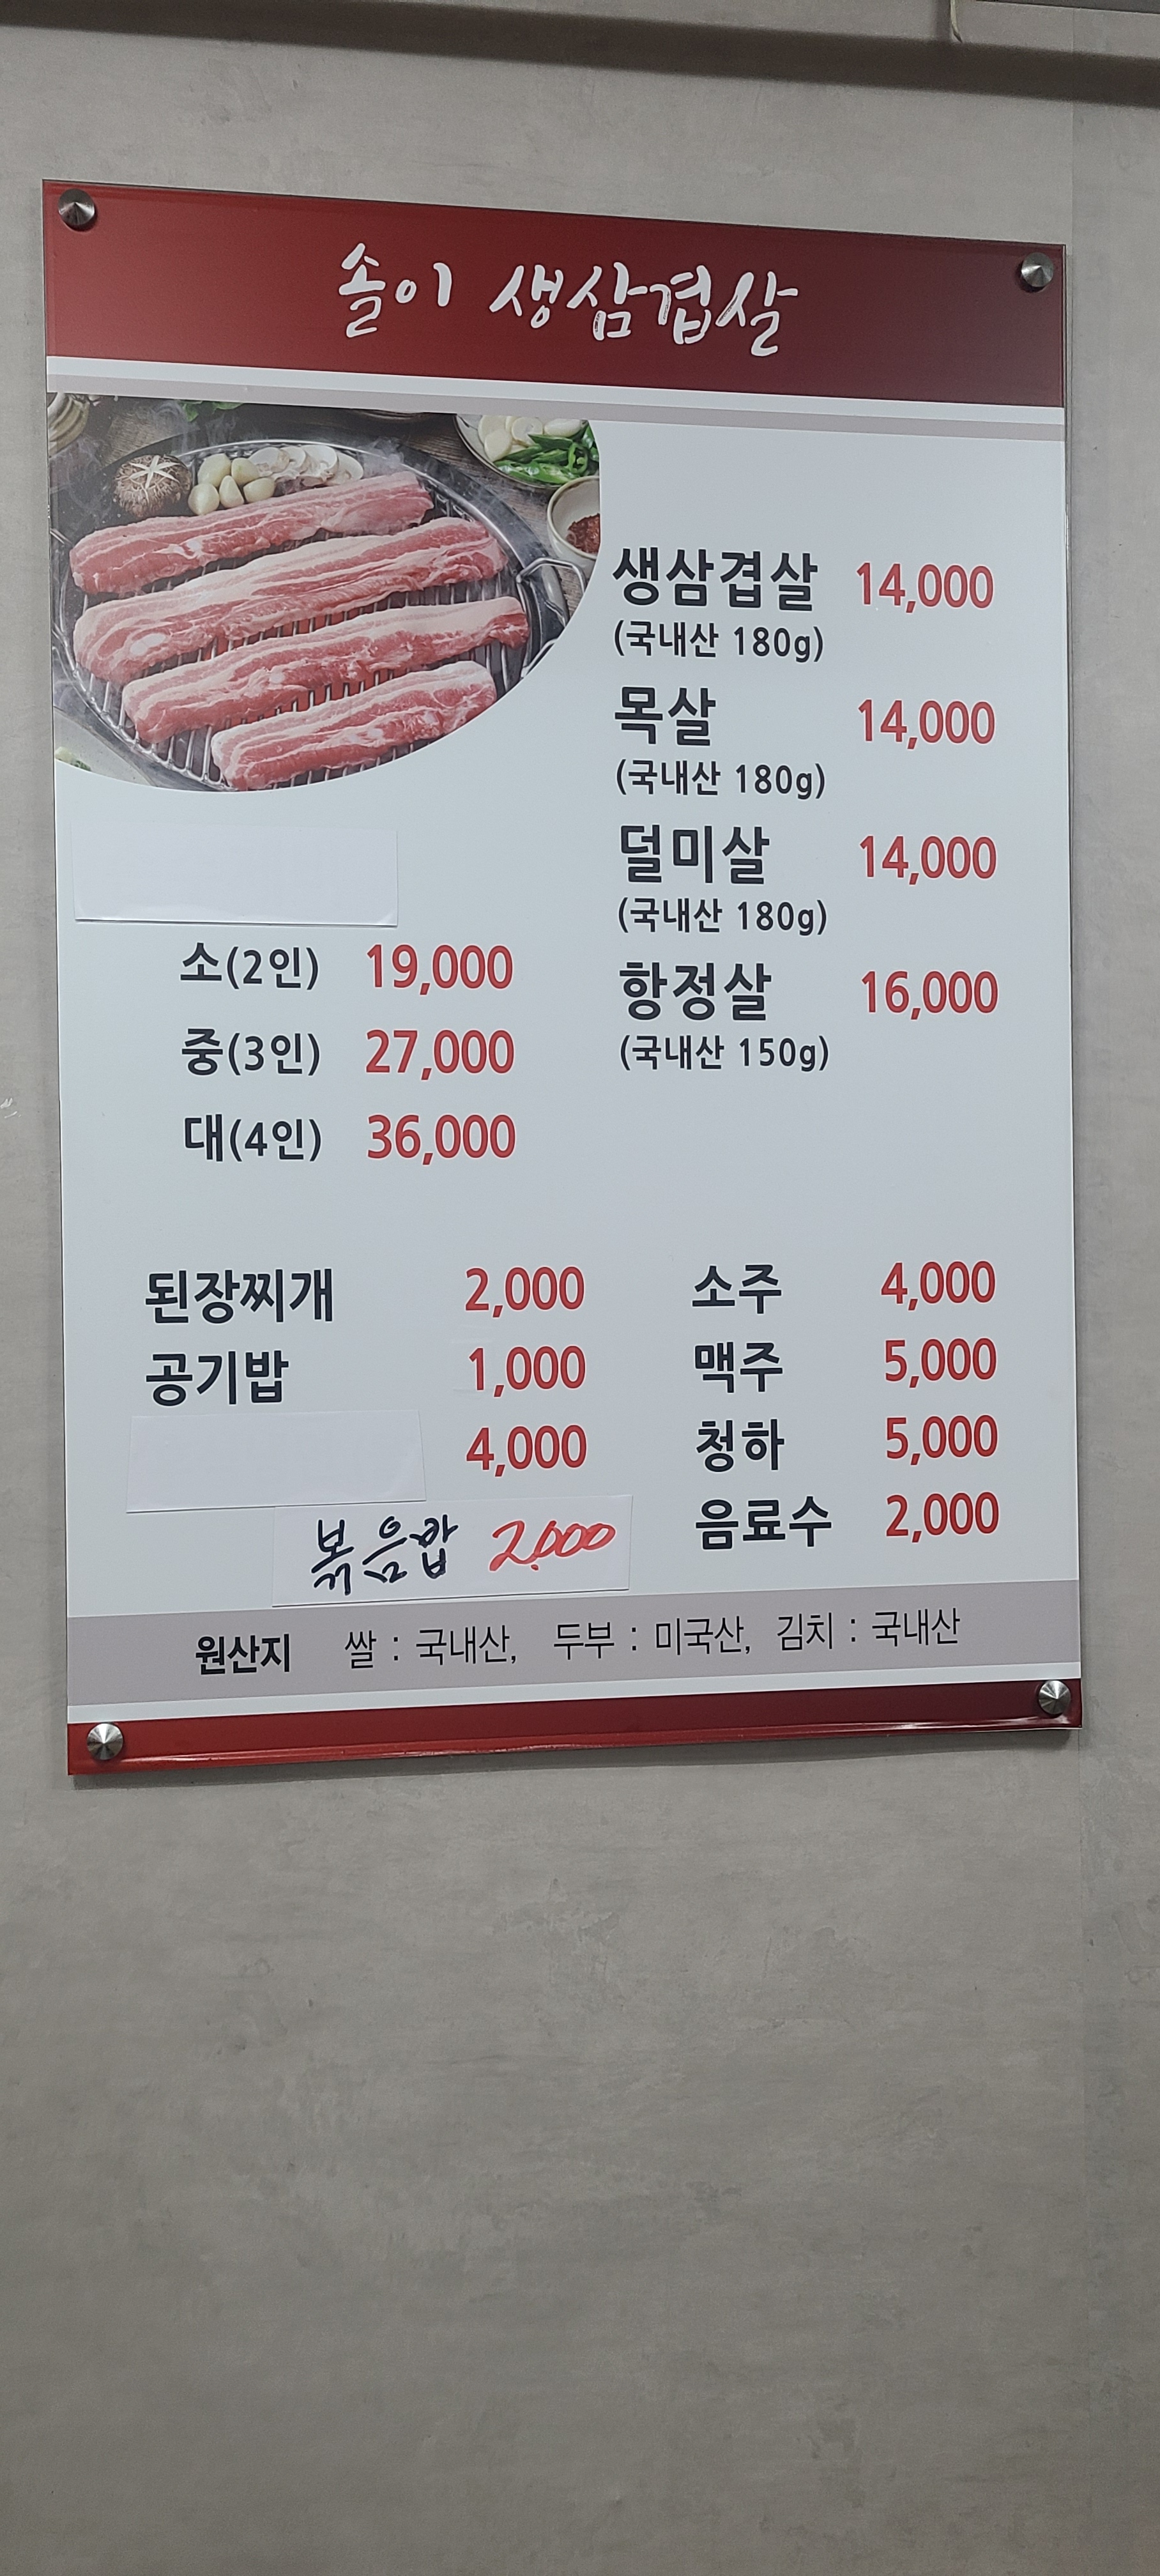 솔이 생삼겹살
생삼겹살 14,000
(국내산 180g)
목살 14,000
(국내산 180g)
덜미살 14,000
(국내산 180g)
항정살 16,000
(국내산 150g)
소(2인) 19,000
중(3인) 27,000
대(4인) 36,000
된장찌개 2,000
공기밥 1,000
4,000
볶음밥 2,000
소주 4,000
맥주 5,000
청하 5,000
음료수 2,000
원산지 쌀 : 국내산, 두부 : 미국산, 김치 : 국내산